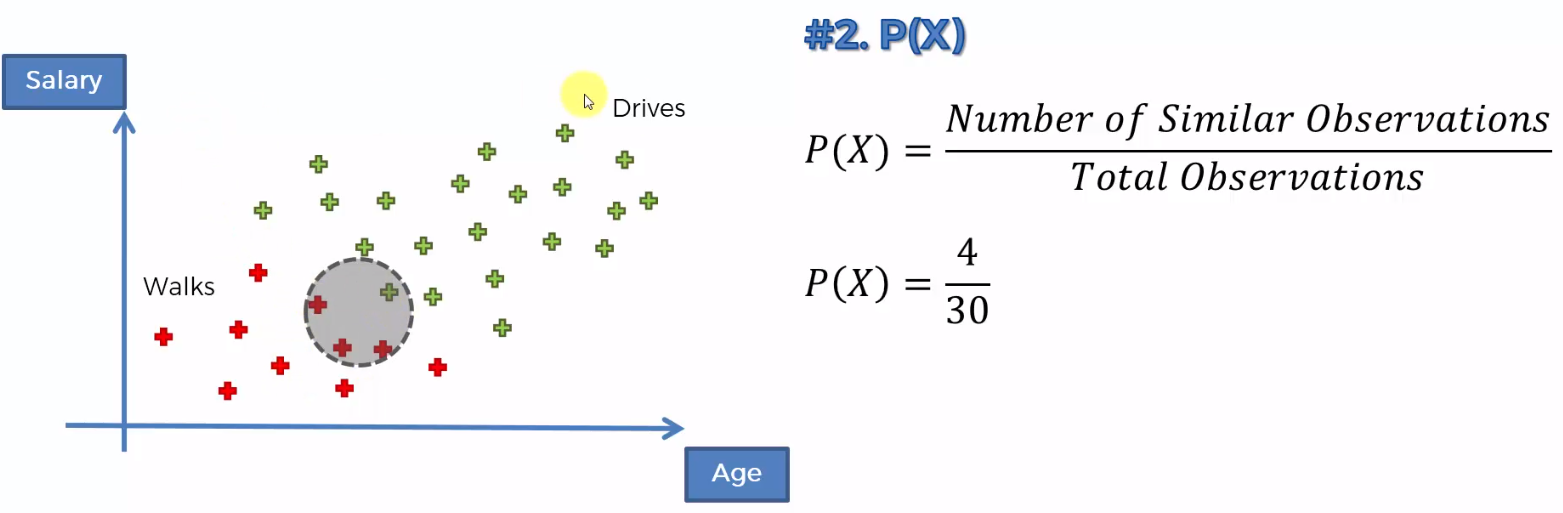 #2. P(X)
Salary
Drives
P(X) = Number of Similar Observations / Total Observations
Walks
P(X) = 4 / 30
Age